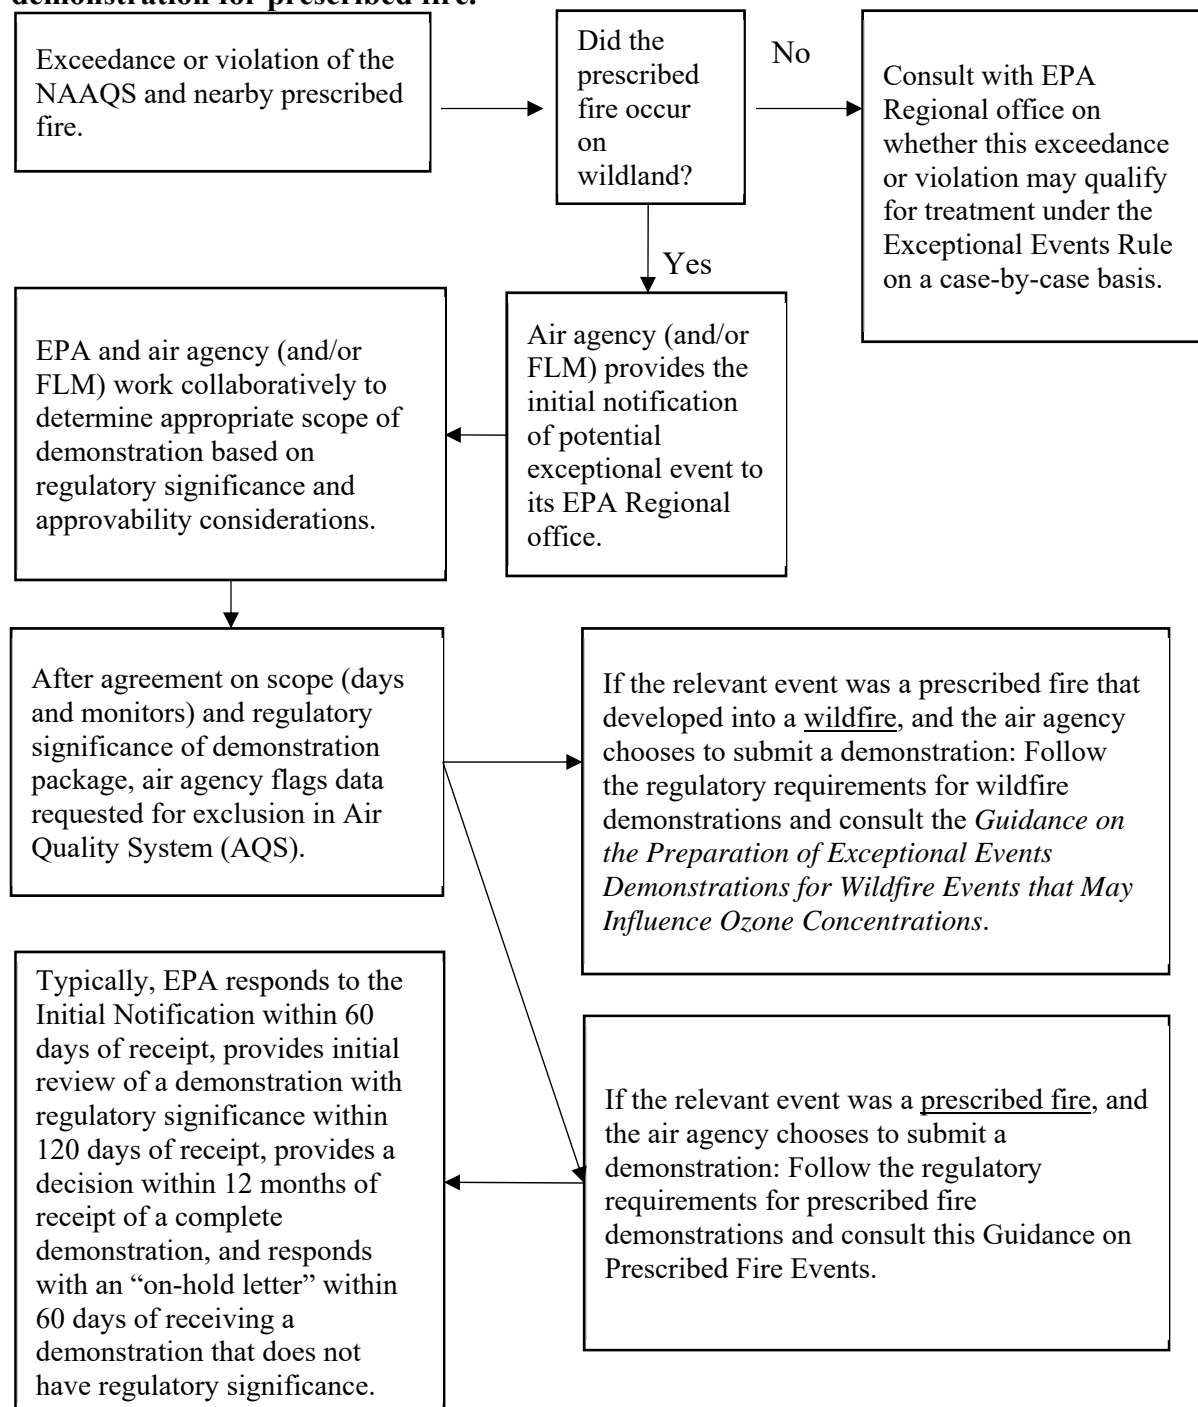 demonstration for prescribed fire.
Exceedance or violation of the
NAAQS and nearby prescribed
fire.
Did the
prescribed
fire occur
on
wildland?
No
Consult with EPA
Regional office on
whether this exceedance
or violation may qualify
for treatment under the
Exceptional Events Rule
on a case-by-case basis.
Yes
Air agency (and/or
FLM) provides the
initial notification
of potential
exceptional event to
its EPA Regional
office.
EPA and air agency (and/or
FLM) work collaboratively to
determine appropriate scope of
demonstration based on
regulatory significance and
approvability considerations.
After agreement on scope (days
and monitors) and regulatory
significance of demonstration
package, air agency flags data
requested for exclusion in Air
Quality System (AQS).
If the relevant event was a prescribed fire that
developed into a wildfire, and the air agency
chooses to submit a demonstration: Follow
the regulatory requirements for wildfire
demonstrations and consult the Guidance on
the Preparation of Exceptional Events
Demonstrations for Wildfire Events that May
Influence Ozone Concentrations.
If the relevant event was a prescribed fire, and
the air agency chooses to submit a
demonstration: Follow the regulatory
requirements for prescribed fire
demonstrations and consult this Guidance on
Prescribed Fire Events.
Typically, EPA responds to the
Initial Notification within 60
days of receipt, provides initial
review of a demonstration with
regulatory significance within
120 days of receipt, provides a
decision within 12 months of
receipt of a complete
demonstration, and responds
with an “on-hold letter” within
60 days of receiving a
demonstration that does not
have regulatory significance.